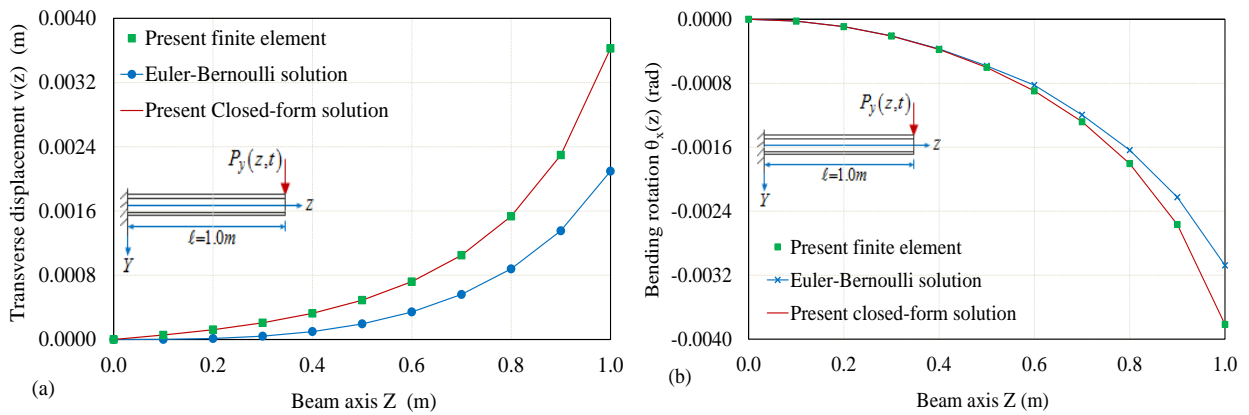 Transverse displacement v(z) (m)
0.0040
0.0032
0.0024
0.0016
0.0008
0.0000
Present finite element
Euler-Bernoulli solution
Present Closed-form solution
P_y(z,t)
z
ℓ=1.0m
Y
0.0 0.2 0.4 0.6 0.8 1.0
(a)
Beam axis Z (m)
Bending rotation θ_x(z) (rad)
-0.0000
-0.0008
-0.0016
-0.0024
-0.0032
-0.0040
P_y(z,t)
z
ℓ=1.0m
Y
Present finite element
Euler-Bernoulli solution
Present closed-form solution
0.0 0.2 0.4 0.6 0.8 1.0
(b)
Beam axis Z (m)